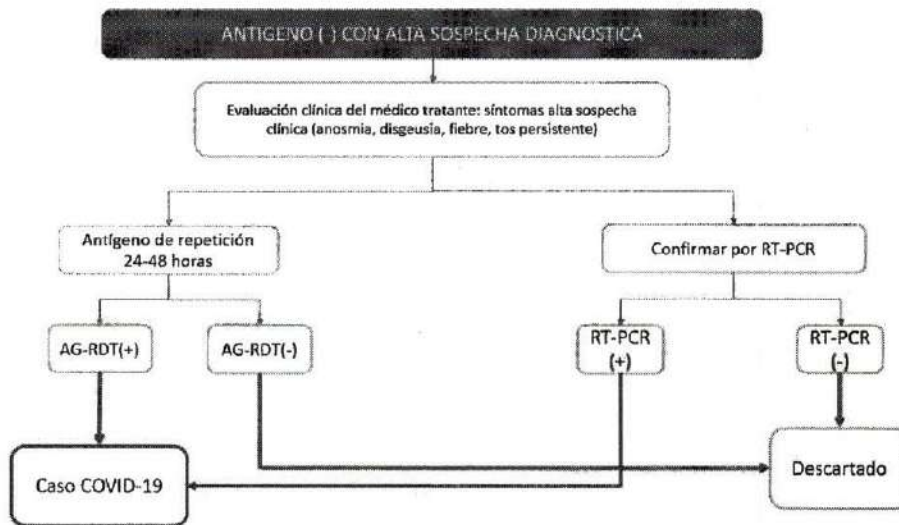 ANTIGENO (-) CON ALTA SOSPECHA DIAGNOSTICA
Evaluación clínica del médico tratante: síntomas alta sospecha
clínica (anosmia, disgeusia, fiebre, tos persistente)
Antígeno de repetición
24-48 horas
Confirmar por RT-PCR
AG-RDT(+)
AG-RDT(-)
RT-PCR
(+)
RT-PCR
(-)
Caso COVID-19
Descartado